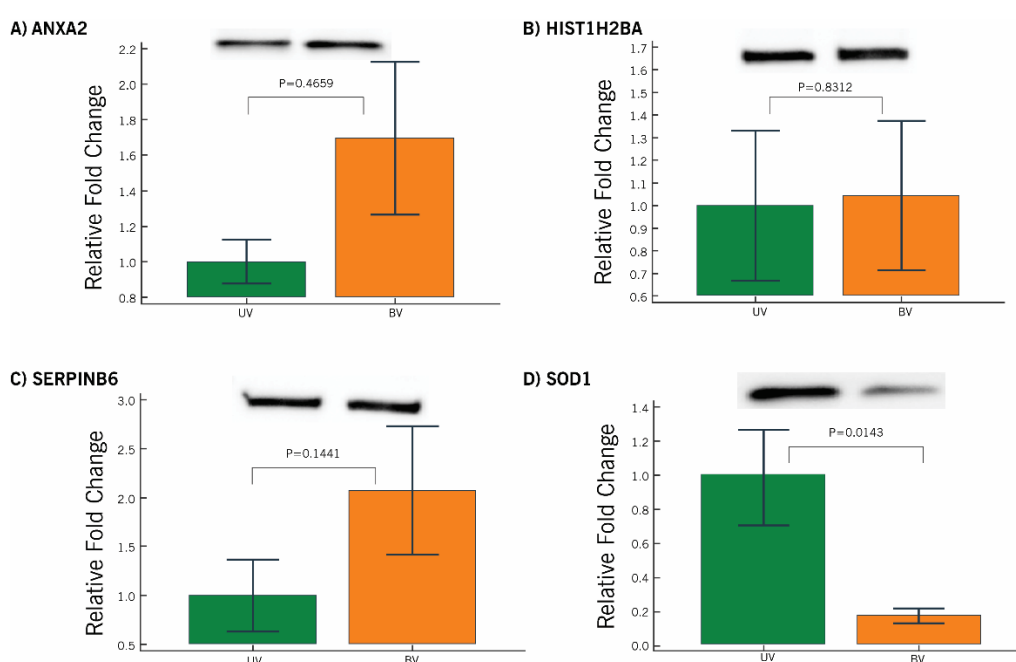 A) ANXA2
2.2
2.0
1.8
1.6
1.4
1.2
1.0
0.8
Relative Fold Change
P=0.4659
UV BV
B) HIST1H2BA
1.7
1.6
1.5
1.4
1.3
1.2
1.1
1.0
0.9
0.8
0.7
0.6
Relative Fold Change
P=0.8312
UV BV
C) SERPINB6
3.0
2.5
2.0
1.5
1.0
0.5
Relative Fold Change
P=0.1441
UV BV
D) SOD1
1.4
1.2
1.0
0.8
0.6
0.4
0.2
0.0
Relative Fold Change
P=0.0143
UV BV